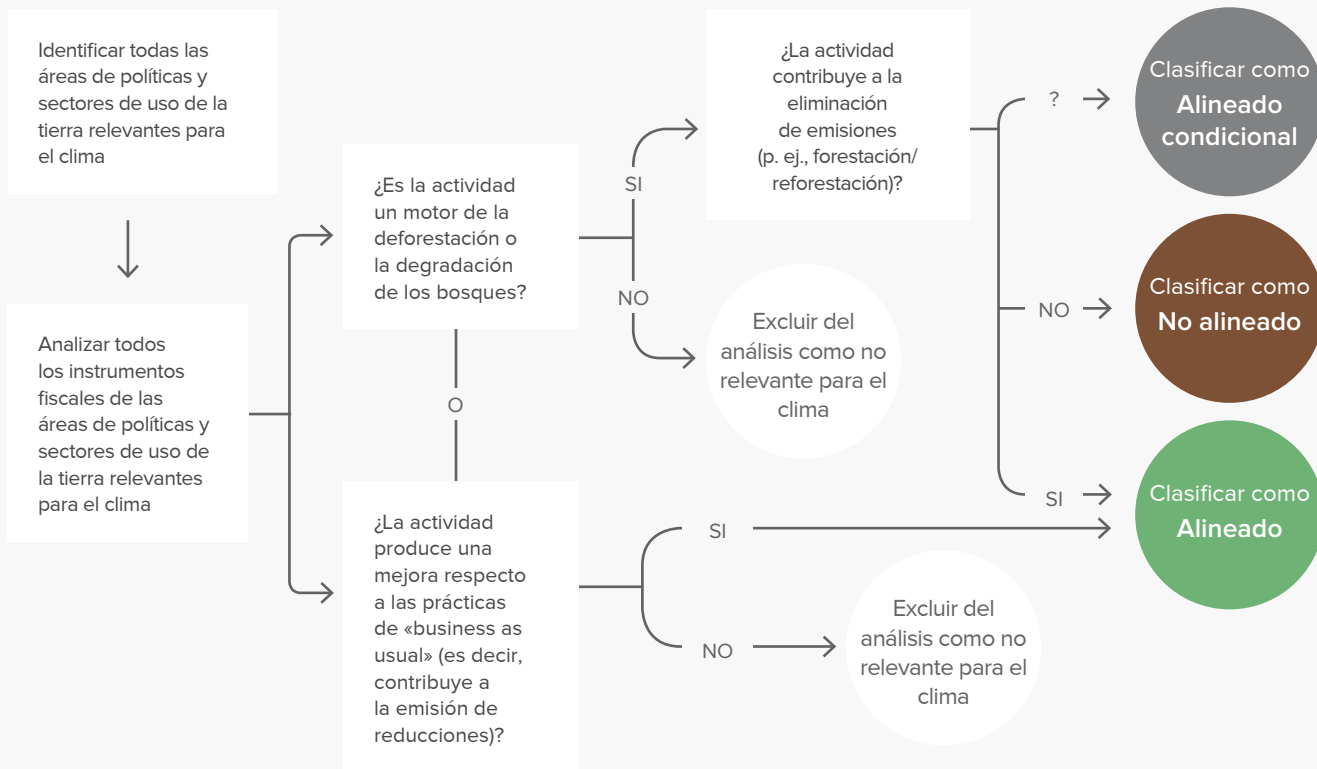 Identificar todas las
áreas de políticas y
sectores de uso de la
tierra relevantes para
el clima
Analizar todos
los instrumentos
fiscales de las
áreas de políticas y
sectores de uso de
la tierra relevantes
para el clima
¿Es la actividad
un motor de la
deforestación o
la degradación
de los bosques?
O
¿La actividad
produce una
mejora respecto
a las prácticas
de «business as
usual» (es decir,
contribuye a
la emisión de
reducciones)?
SI
NO
¿La actividad
contribuye a la
eliminación
de emisiones
(p. ej., forestación/
reforestación)?
Excluir del
análisis como no
relevante para el
clima
SI
NO
Excluir del
análisis como no
relevante para el
clima
?
NO
SI
Clasificar como
Alineado
condicional
Clasificar como
No alineado
Clasificar como
Alineado